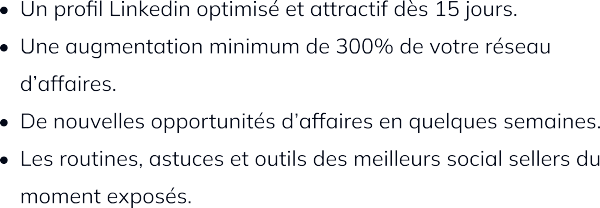 • Un profil Linkedin optimisé et attractif dès 15 jours.
• Une augmentation minimum de 300% de votre réseau
d’affaires.
• De nouvelles opportunités d’affaires en quelques semaines.
• Les routines, astuces et outils des meilleurs social sellers du
moment exposés.